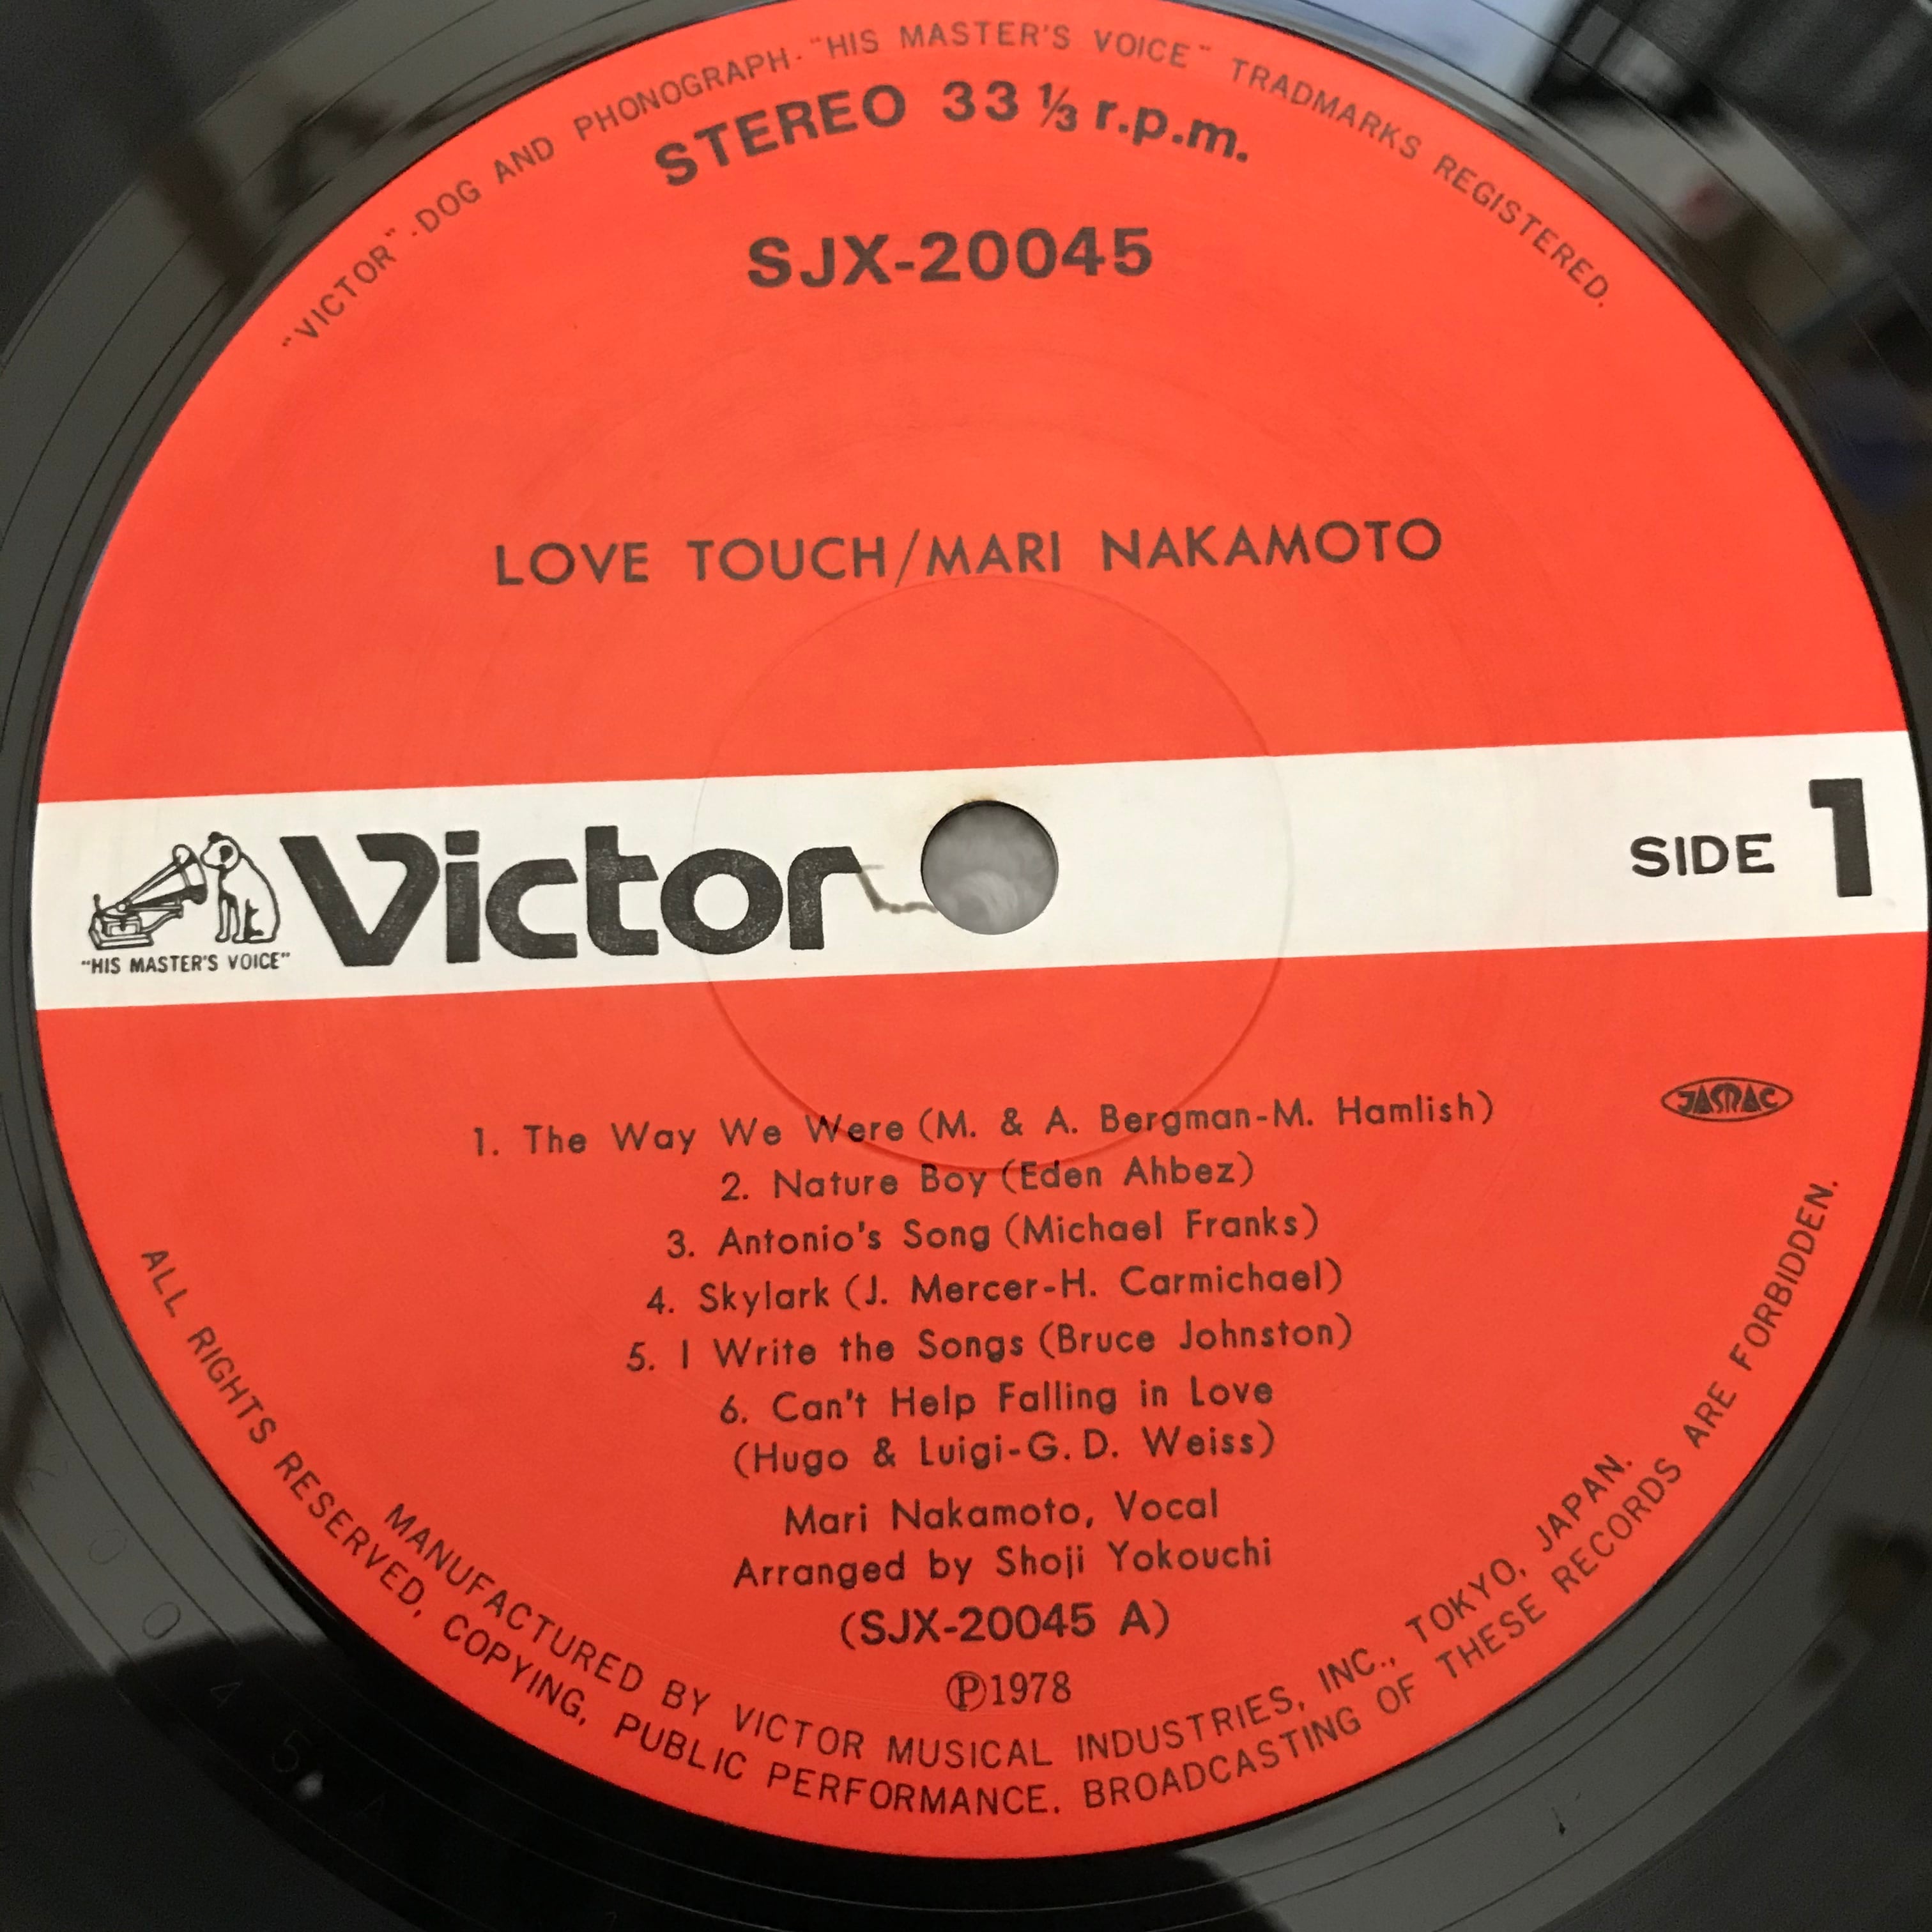 "VICTOR"-DOG AND PHONOGRAPH-"HIS MASTER'S VOICE" TRADMARKS REGISTERED.
STEREO 33 ⅓ r.p.m.
SJX-20045
LOVE TOUCH/MARI NAKAMOTO
Victor
"HIS MASTER'S VOICE"
SIDE 1
JASRAC
1. The Way We Were (M. & A. Bergman-M. Hamlish)
2. Nature Boy (Eden Ahbez)
3. Antonio's Song (Michael Franks)
4. Skylark (J. Mercer-H. Carmichael)
5. I Write the Songs (Bruce Johnston)
6. Can't Help Falling in Love
(Hugo & Luigi-G. D. Weiss)
Mari Nakamoto, Vocal
Arranged by Shoji Yokouchi
(SJX-20045 A)
Ⓟ1978
MANUFACTURED BY VICTOR MUSICAL INDUSTRIES, INC., TOKYO, JAPAN.
ALL RIGHTS RESERVED, COPYING, PUBLIC PERFORMANCE. BROADCASTING OF THESE RECORDS ARE FORBIDDEN.